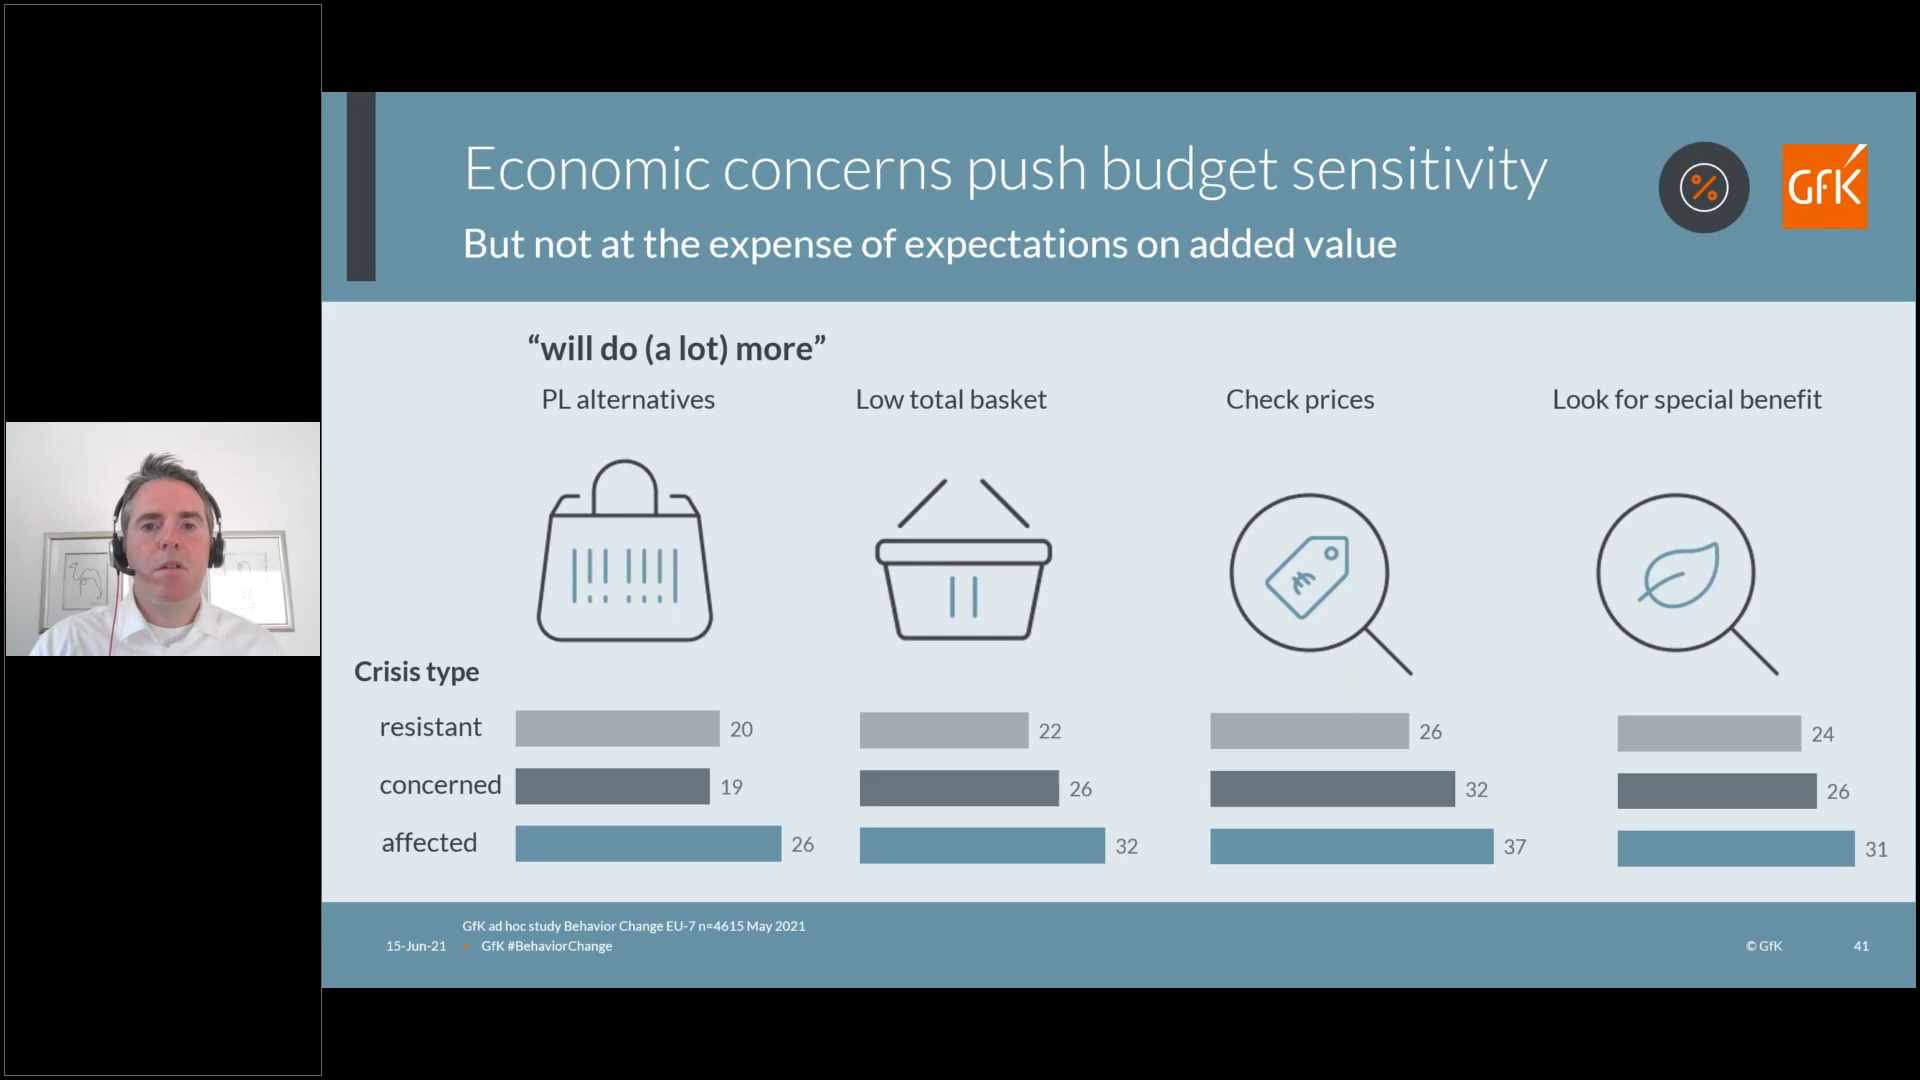 Economic concerns push budget sensitivity
But not at the expense of expectations on added value
GfK
“will do (a lot) more”
PL alternatives
Low total basket
Check prices
Look for special benefit
Crisis type
resistant 20 22 26 24
concerned 19 26 32 26
affected 26 32 37 31
GfK ad hoc study Behavior Change EU-7 n=4615 May 2021
15-Jun-21 • GfK #BehaviorChange © GfK 41